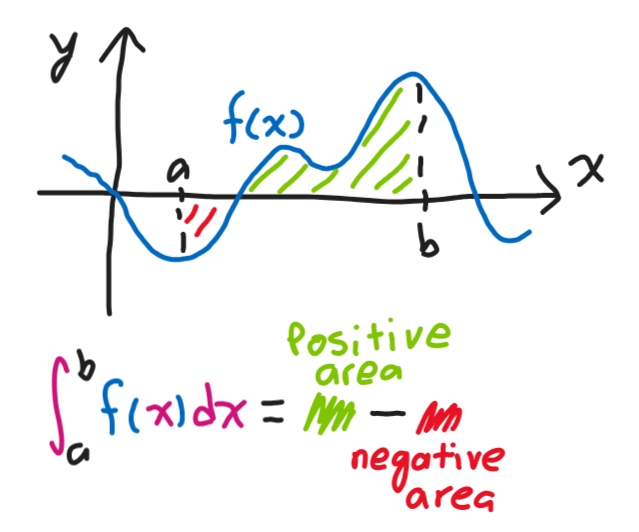 y
f(x)
a
x
b
Positive
area
∫ₐᵇ f(x)dx = −
negative
area